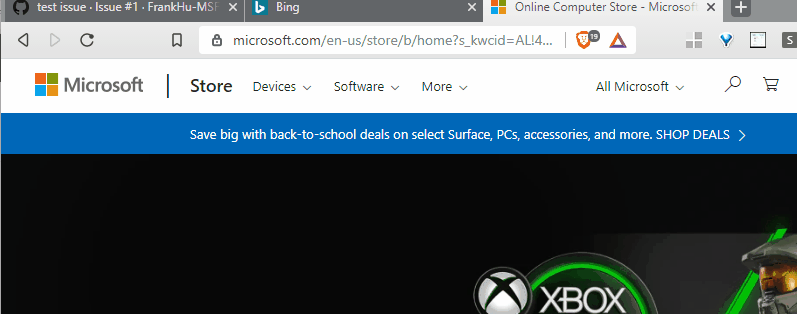 test issue · Issue #1 · FrankHu-MSF
Bing
Online Computer Store - Microsoft
microsoft.com/en-us/store/b/home?s_kwcid=AL!4...
19
S
Microsoft
Store
Devices
Software
More
All Microsoft
Save big with back-to-school deals on select Surface, PCs, accessories, and more. SHOP DEALS
XBOX